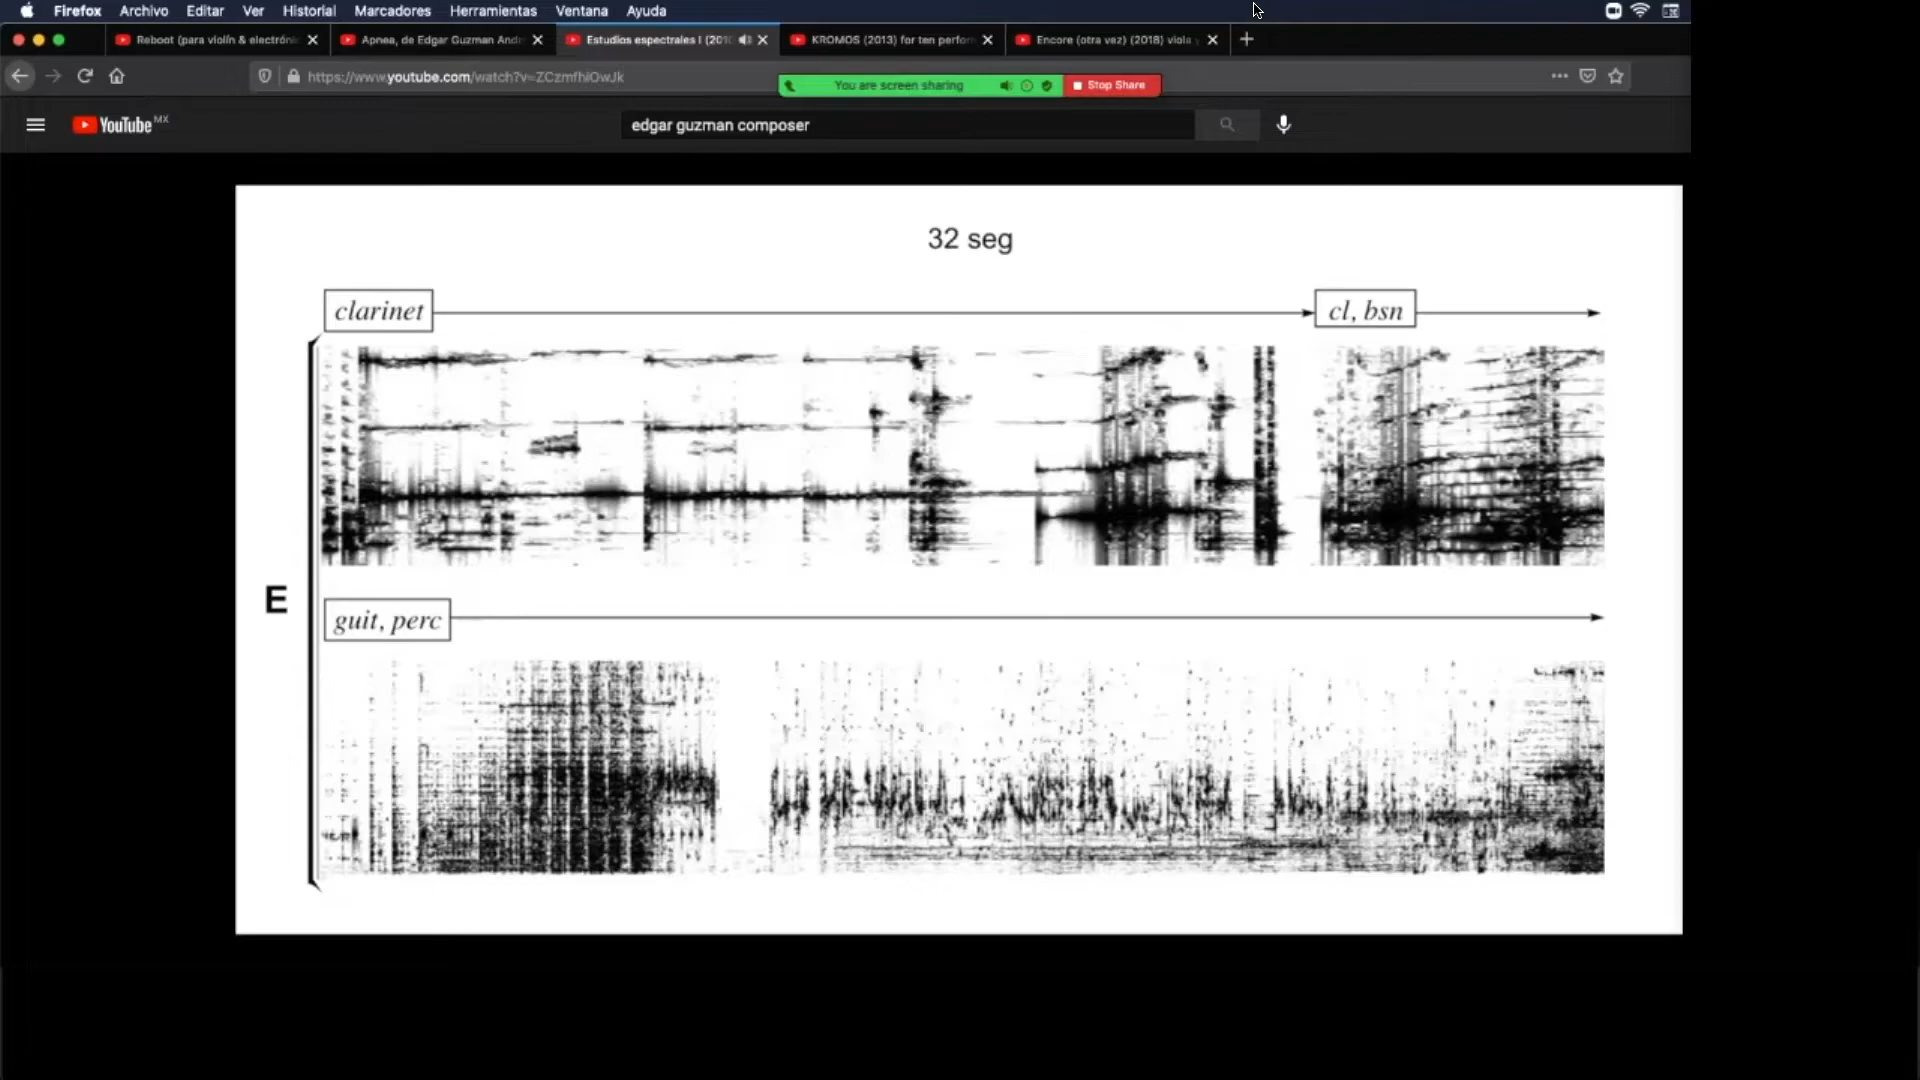 Firefox Archivo Editar Ver Historial Marcadores Herramientas Ventana Ayuda
Reboot (para violín & electróni
Apnea, de Edgar Guzman Andr
Estudios espectrales I (201
KROMOS (2013) for ten perform
Encore (otra vez) (2018) viola y
https://www.youtube.com/watch?v=ZCzmfhiOwJk
You are screen sharing
Stop Share
YouTube MX
edgar guzman composer
32 seg
clarinet
cl, bsn
E
guit, perc